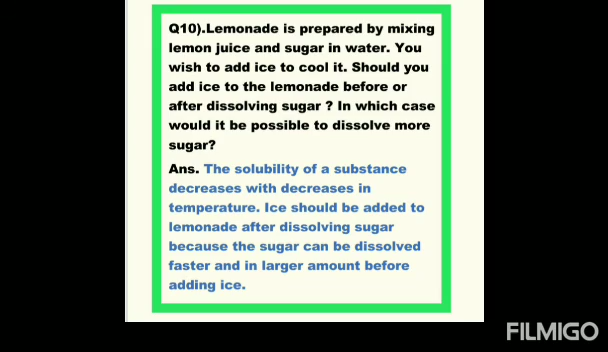 Q10).Lemonade is prepared by mixing
lemon juice and sugar in water. You
wish to add ice to cool it. Should you
add ice to the lemonade before or
after dissolving sugar ? In which case
would it be possible to dissolve more
sugar?
Ans. The solubility of a substance
decreases with decreases in
temperature. Ice should be added to
lemonade after dissolving sugar
because the sugar can be dissolved
faster and in larger amount before
adding ice.
FILMIGO